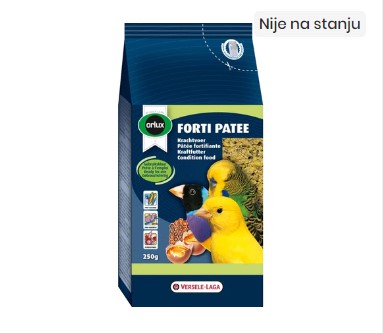 Nije na stanju
orlux
FORTI PATEE
Krachtvoer
Pâtée fortifiante
Kraftfutter
Condition food
250g
VERSELE-LAGA